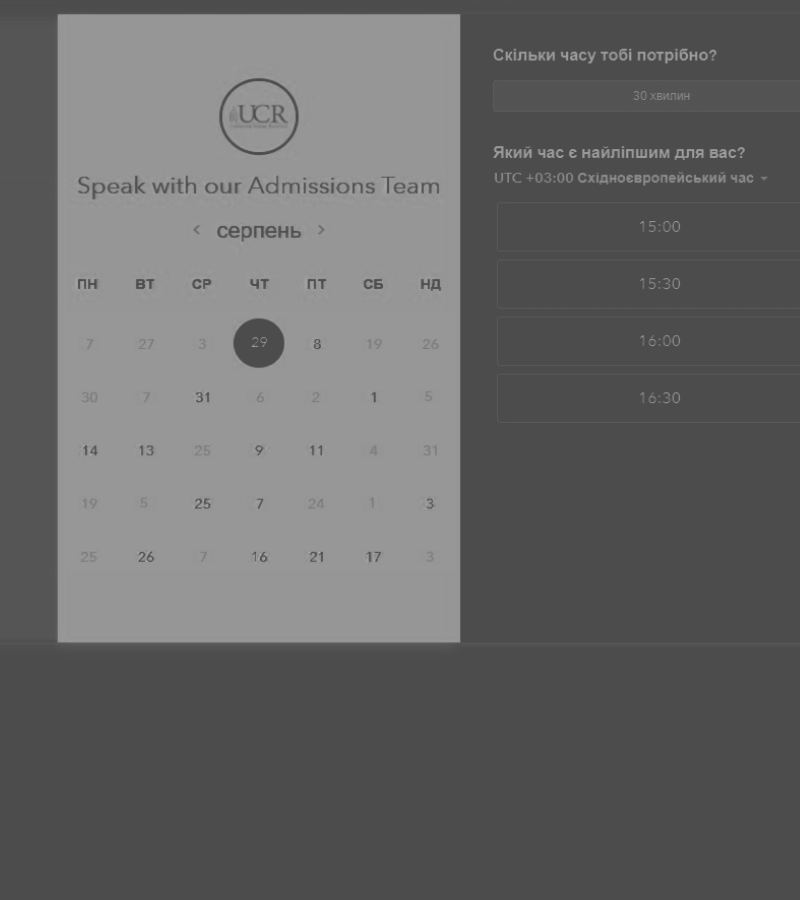 UCR
Speak with our Admissions Team
серпень
ПН ВТ СР ЧТ ПТ СБ НД
7 27 3 29 8 19 26
30 7 31 6 2 1 5
14 13 25 9 11 4 31
19 5 25 7 24 1 3
25 26 7 16 21 17 3
Скільки часу тобі потрібно?
30 хвилин
Який час є найліпшим для вас?
UTC +03:00 Східноєвропейський час
15:00
15:30
16:00
16:30